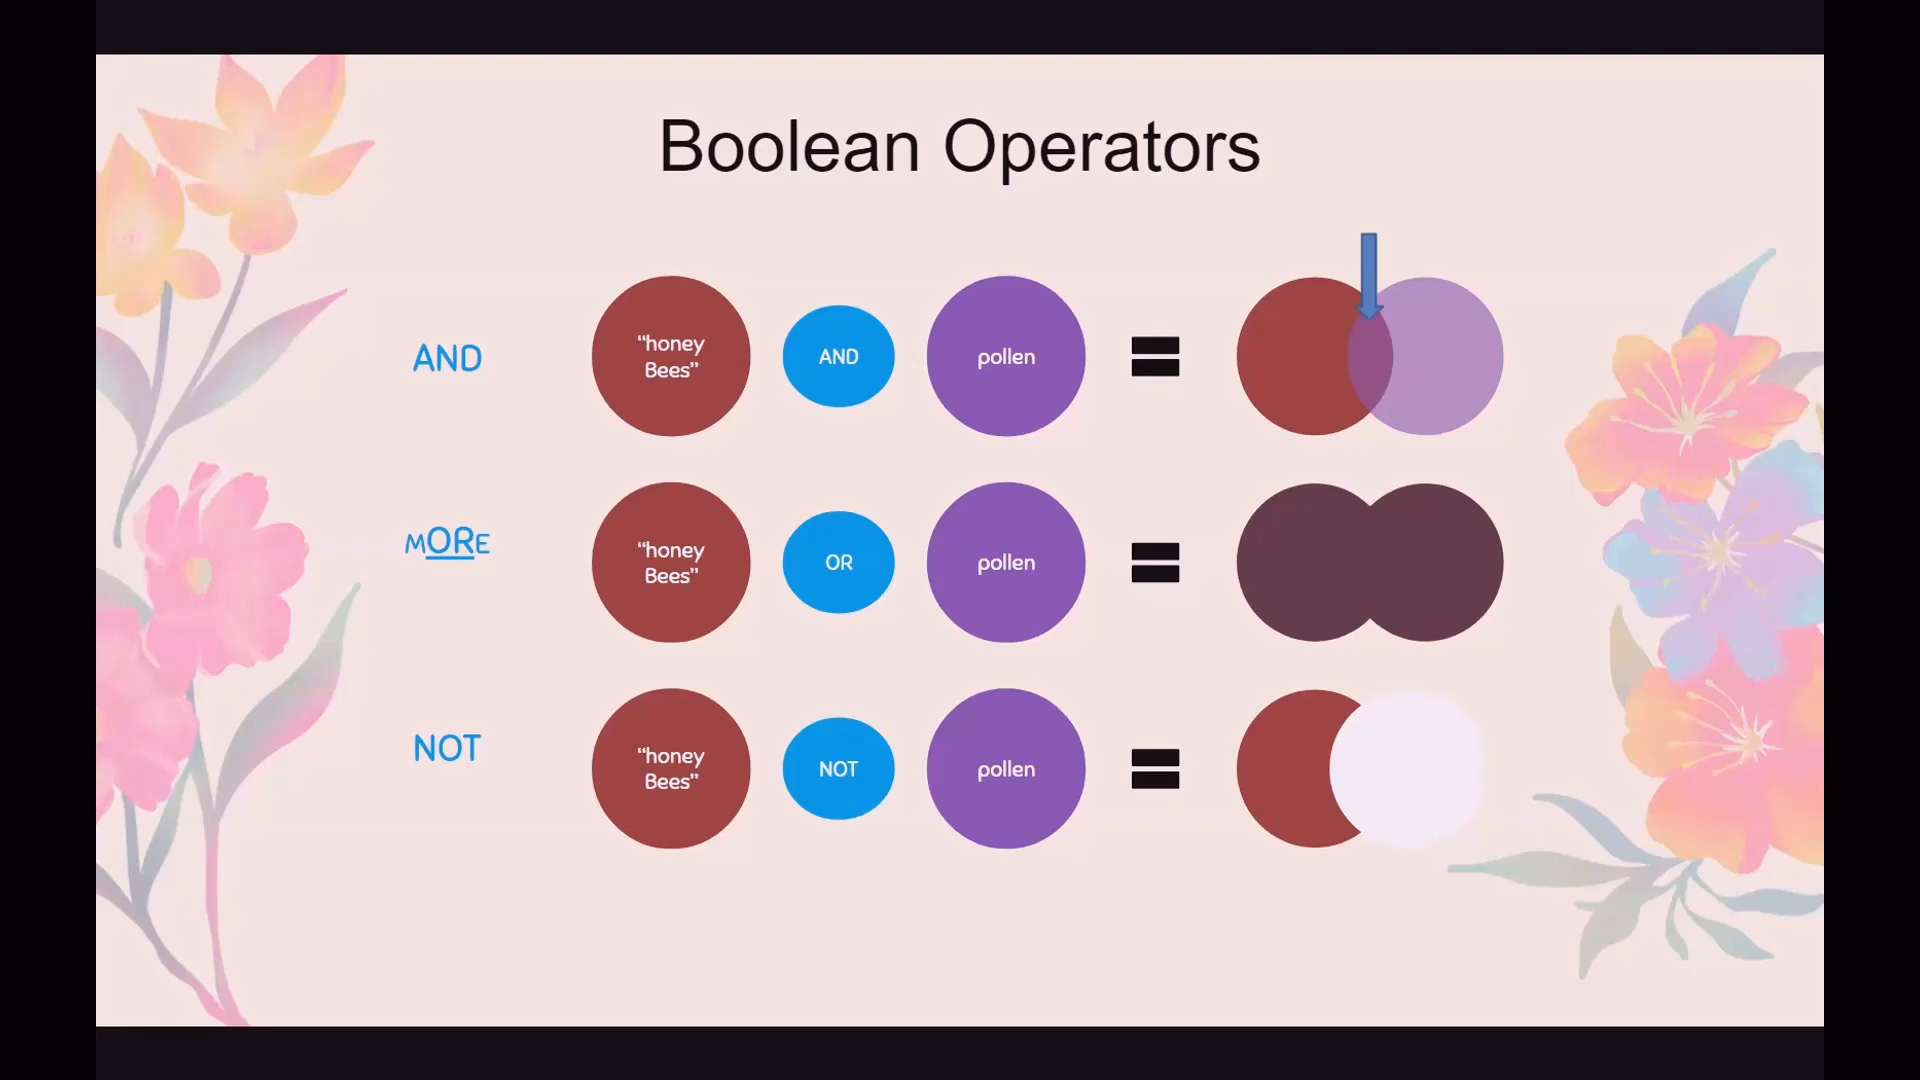 Boolean Operators
AND
“honey
Bees”
AND
pollen
MORE
“honey
Bees”
OR
pollen
NOT
“honey
Bees”
NOT
pollen